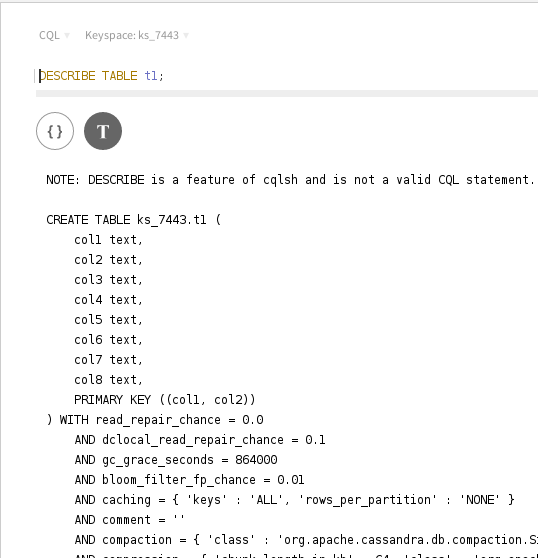 CQL Keyspace: ks_7443
DESCRIBE TABLE t1;
{ } T
NOTE: DESCRIBE is a feature of cqlsh and is not a valid CQL statement.
CREATE TABLE ks_7443.t1 (
col1 text,
col2 text,
col3 text,
col4 text,
col5 text,
col6 text,
col7 text,
col8 text,
PRIMARY KEY ((col1, col2))
) WITH read_repair_chance = 0.0
AND dclocal_read_repair_chance = 0.1
AND gc_grace_seconds = 864000
AND bloom_filter_fp_chance = 0.01
AND caching = { 'keys' : 'ALL', 'rows_per_partition' : 'NONE' }
AND comment = ''
AND compaction = { 'class' : 'org.apache.cassandra.db.compaction.Si